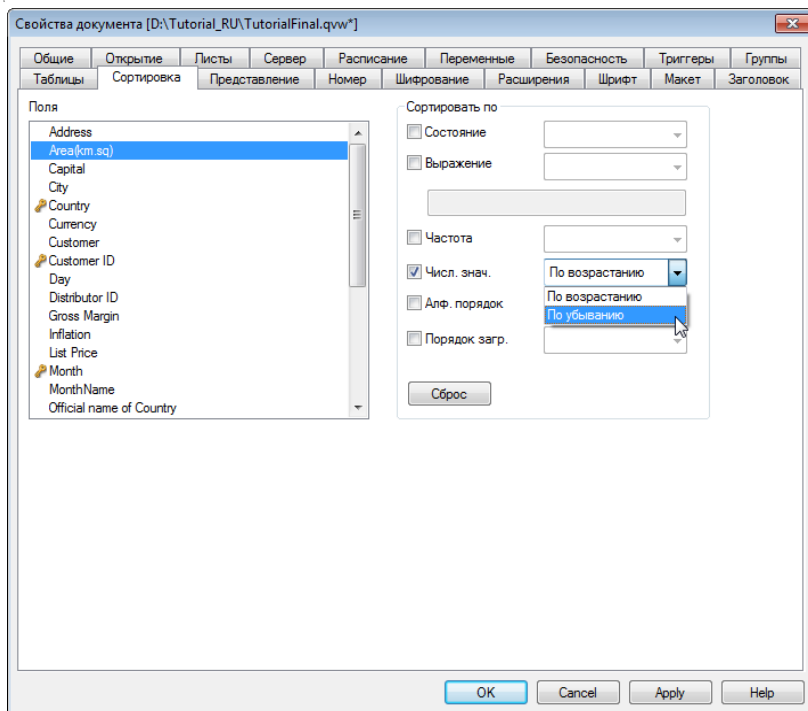 Свойства документа [D:\Tutorial_RU\TutorialFinal.qvw*]
Общие Открытие Листы Сервер Расписание Переменные Безопасность Триггеры Группы
Таблицы Сортировка Представление Номер Шифрование Расширения Шрифт Макет Заголовок
Поля
Address
Area(km.sq)
Capital
City
Country
Currency
Customer
Customer ID
Day
Distributor ID
Gross Margin
Inflation
List Price
Month
MonthName
Official name of Country
Сортировать по
Состояние
Выражение
Частота
Числ. знач. По возрастанию
По возрастанию
По убыванию
Алф. порядок
Порядок загр.
Сброс
OK Cancel Apply Help